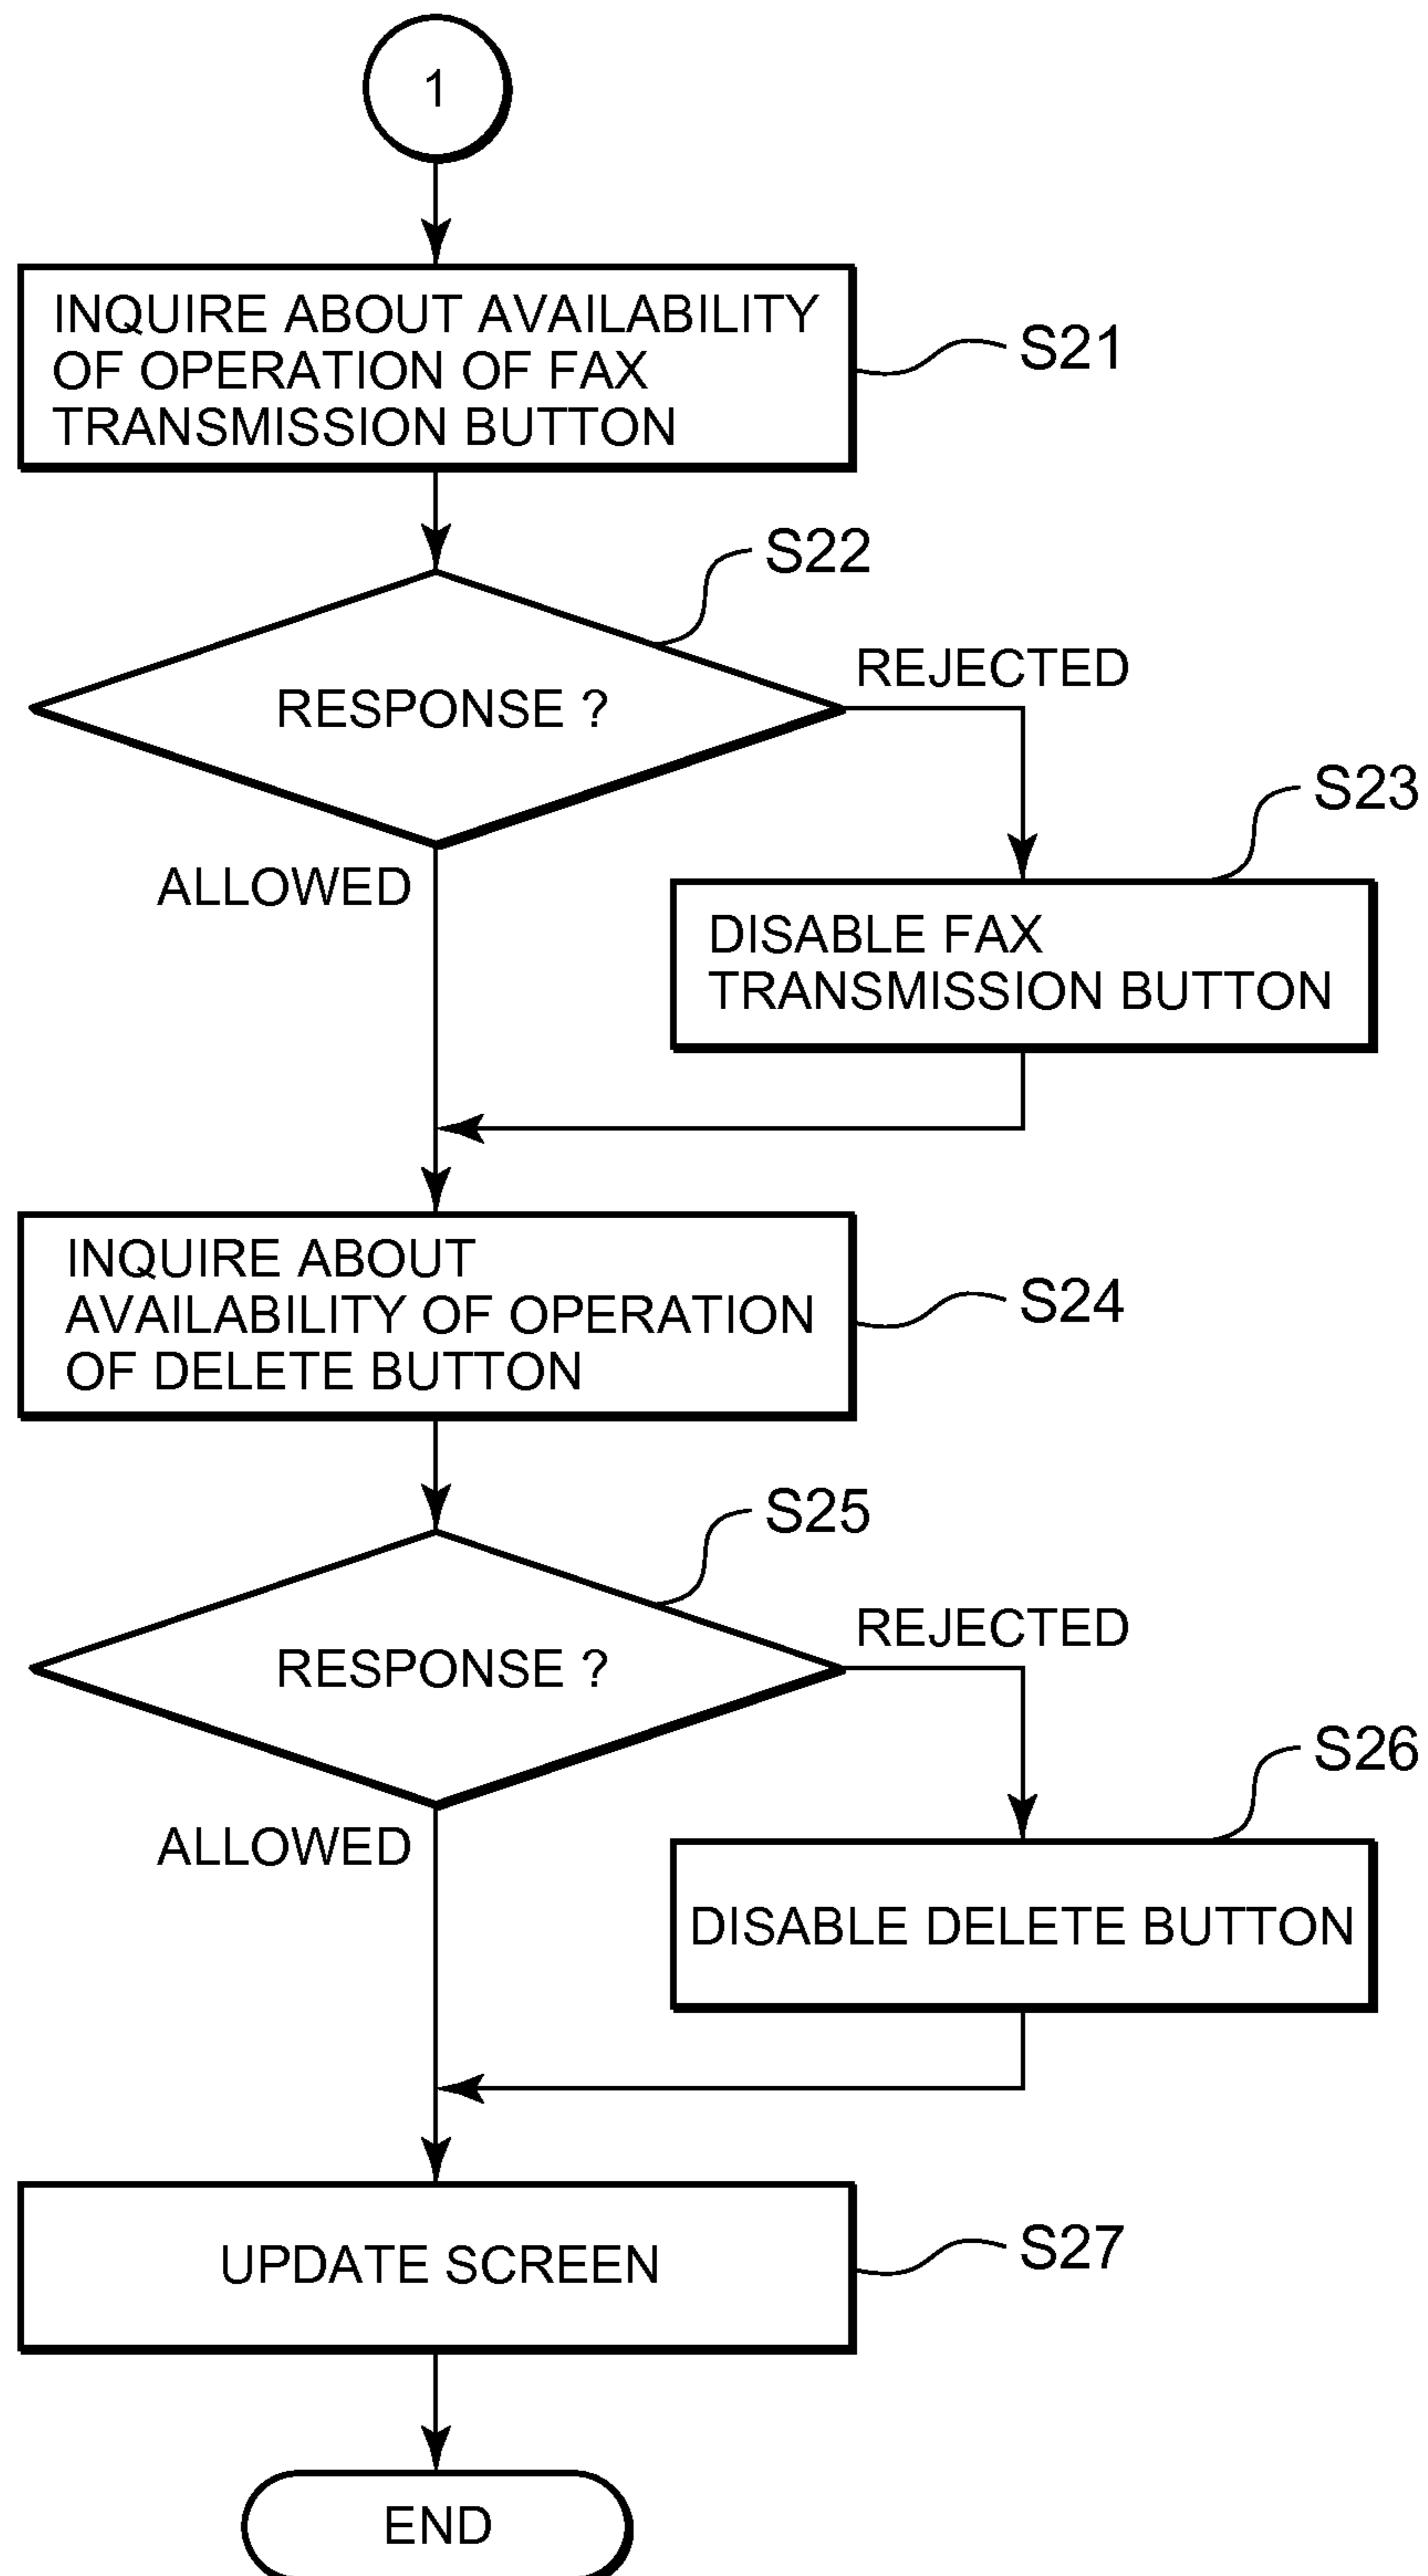 1
INQUIRE ABOUT AVAILABILITY
OF OPERATION OF FAX
TRANSMISSION BUTTON
S21
S22
RESPONSE ?
REJECTED
S23
ALLOWED
DISABLE FAX
TRANSMISSION BUTTON
INQUIRE ABOUT
AVAILABILITY OF OPERATION
OF DELETE BUTTON
S24
S25
RESPONSE ?
REJECTED
S26
ALLOWED
DISABLE DELETE BUTTON
UPDATE SCREEN
S27
END